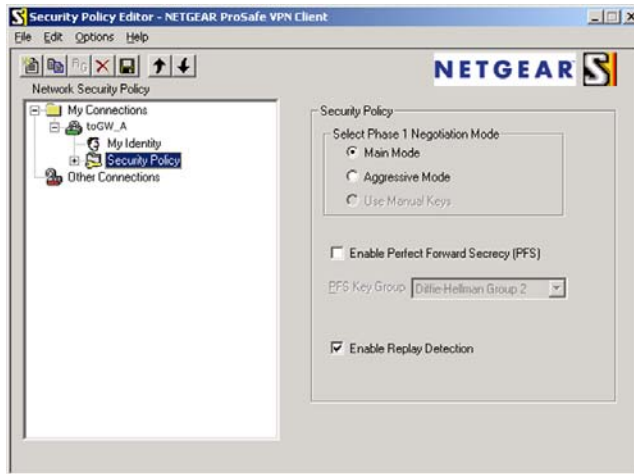 Security Policy Editor - NETGEAR ProSafe VPN Client
File Edit Options Help
NETGEAR S
Network Security Policy
My Connections
toGW_A
My Identity
Security Policy
Other Connections
Security Policy
Select Phase 1 Negotiation Mode
Main Mode
Aggressive Mode
Use Manual Keys
Enable Perfect Forward Secrecy (PFS)
PFS Key Group Diffie-Hellman Group 2
Enable Replay Detection